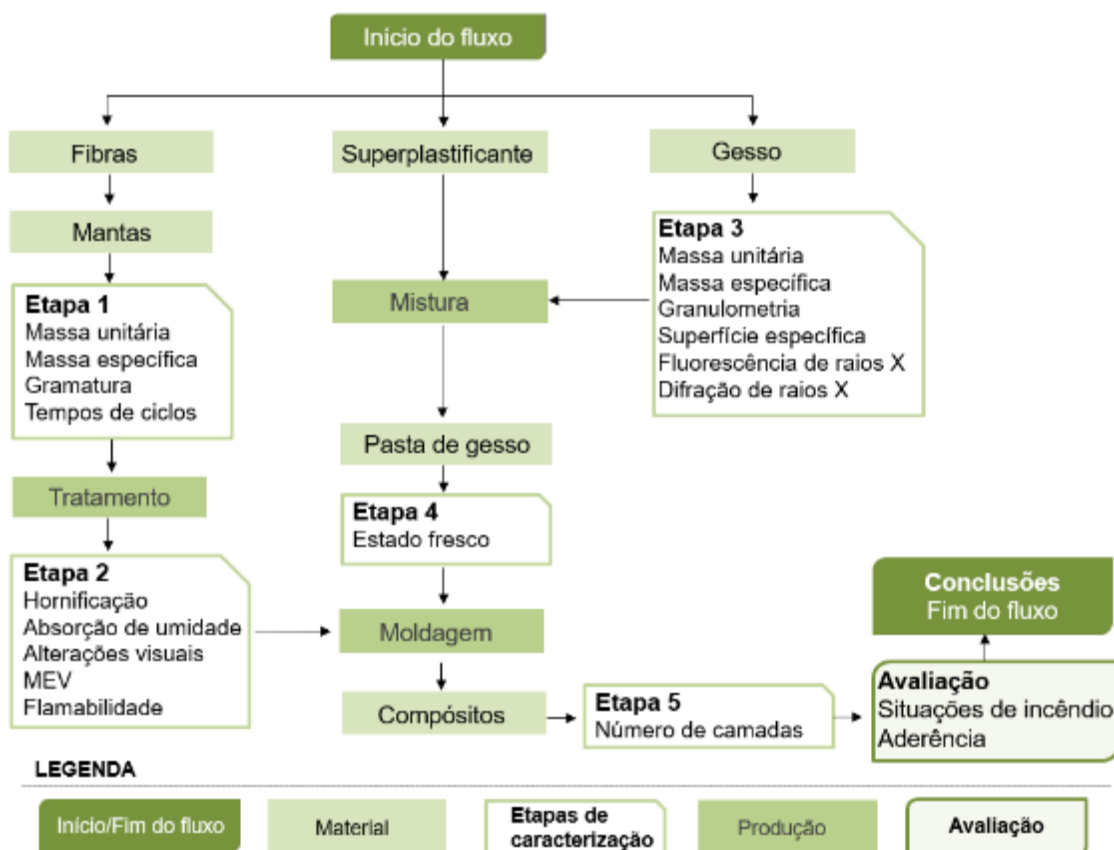 Início do fluxo
Fibras
Superplastificante
Gesso
Mantas
Etapa 1
Massa unitária
Massa específica
Gramatura
Tempos de ciclos
Tratamento
Etapa 2
Hornificação
Absorção de umidade
Alterações visuais
MEV
Flamabilidade
Etapa 3
Massa unitária
Massa específica
Granulometria
Superfície específica
Fluorescência de raios X
Difração de raios X
Mistura
Pasta de gesso
Etapa 4
Estado fresco
Moldagem
Compósitos
Etapa 5
Número de camadas
Avaliação
Situações de incêndio
Aderência
Conclusões
Fim do fluxo
LEGENDA
Início/Fim do fluxo
Material
Etapas de
caracterização
Produção
Avaliação